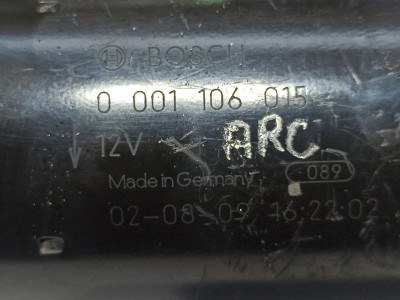 BOSCH
0 001 106 015
12V ARC
Made in Germany 089
02-08-09 16:22:02